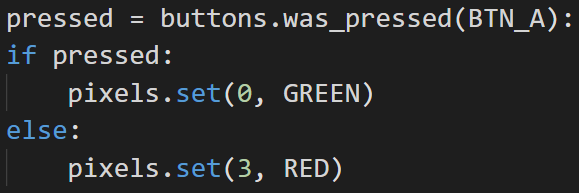 pressed = buttons.was_pressed(BTN_A):
if pressed:
    pixels.set(0, GREEN)
else:
    pixels.set(3, RED)